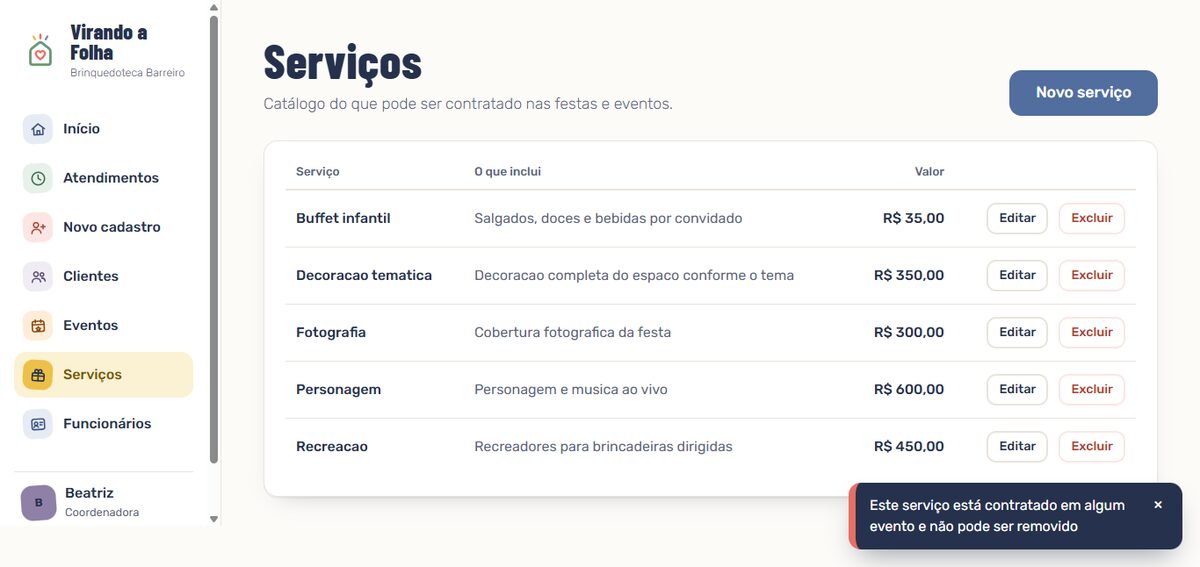 Virando a
Folha
Brinquedoteca Barreiro
Início
Atendimentos
Novo cadastro
Clientes
Eventos
Serviços
Funcionários
B
Beatriz
Coordenadora
Serviços
Catálogo do que pode ser contratado nas festas e eventos.
Novo serviço
Serviço O que inclui Valor
Buffet infantil Salgados, doces e bebidas por convidado R$ 35,00 Editar Excluir
Decoracao tematica Decoracao completa do espaco conforme o tema R$ 350,00 Editar Excluir
Fotografia Cobertura fotografica da festa R$ 300,00 Editar Excluir
Personagem Personagem e musica ao vivo R$ 600,00 Editar Excluir
Recreacao Recreadores para brincadeiras dirigidas R$ 450,00 Editar Excluir
Este serviço está contratado em algum
evento e não pode ser removido
×